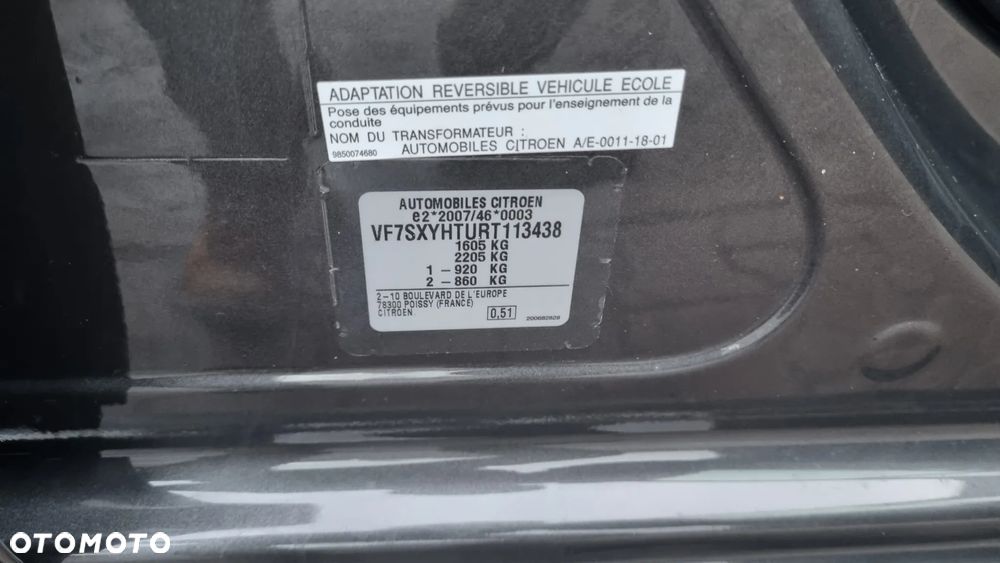 ADAPTATION REVERSIBLE VEHICULE ECOLE
Pose des équipements prévus pour l'enseignement de la
conduite
NOM DU TRANSFORMATEUR :
9850074680 AUTOMOBILES CITROEN A/E-0011-18-01
AUTOMOBILES CITROEN
e2*2007/46*0003
VF7SXYHTURT113438
1605 KG
2205 KG
1 -920 KG
2 -860 KG
2-10 BOULEVARD DE L'EUROPE
78300 POISSY (FRANCE)
CITROEN 0,51 200682829
OTOMOTO